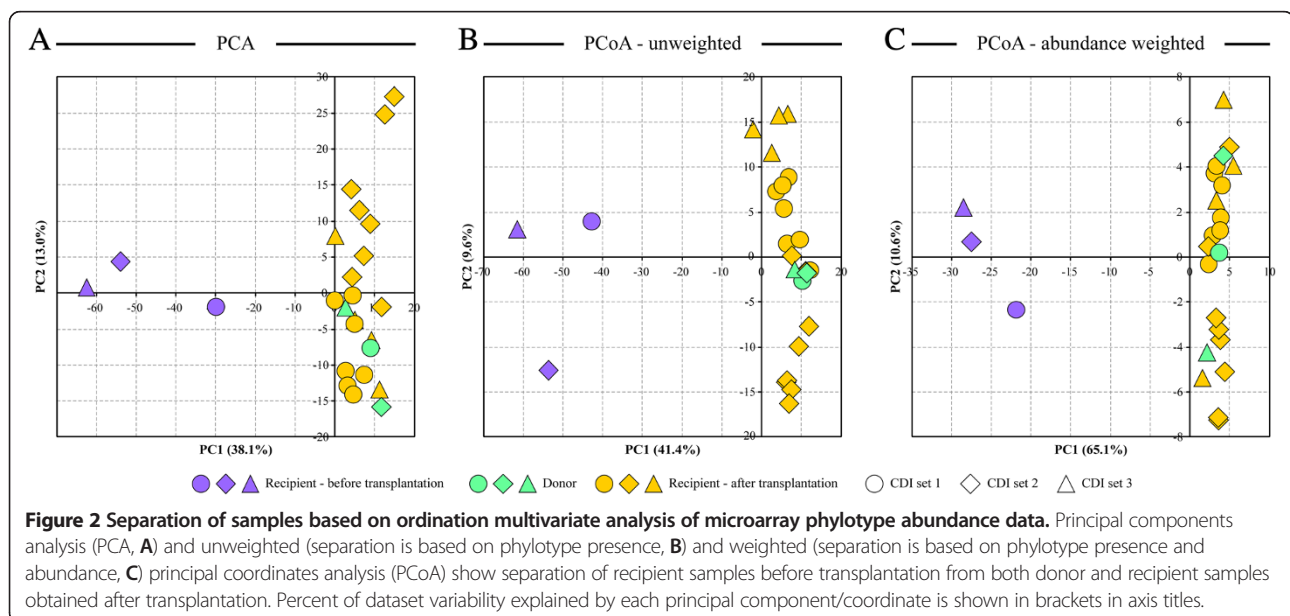 A PCA
B PCoA - unweighted
C PCoA - abundance weighted
30
25
20
15
10
5
0
-5
-10
-15
-20
-60 -50 -40 -30 -20 -10 10 20
PC2 (13.0%)
PC1 (38.1%)
20
15
10
5
0
-5
-10
-15
20
-70 -60 -50 -40 -30 -20 -10 0 10 20
PC2 (9.6%)
PC1 (41.4%)
8
6
4
2
0
-2
-4
-6
-8
-35 -30 -25 -20 -15 -10 -5 0 5 10
PC2 (10.6%)
PC1 (65.1%)
Recipient - before transplantation Donor Recipient - after transplantation CDI set 1 CDI set 2 CDI set 3
Figure 2 Separation of samples based on ordination multivariate analysis of microarray phylotype abundance data. Principal components
analysis (PCA, A) and unweighted (separation is based on phylotype presence, B) and weighted (separation is based on phylotype presence and
abundance, C) principal coordinates analysis (PCoA) show separation of recipient samples before transplantation from both donor and recipient samples
obtained after transplantation. Percent of dataset variability explained by each principal component/coordinate is shown in brackets in axis titles.